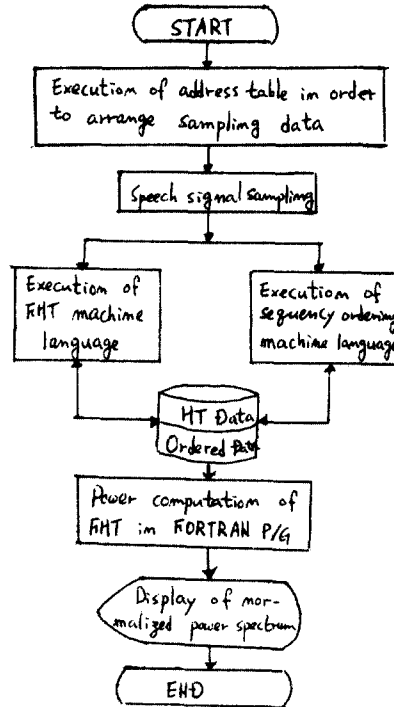 START
Execution of address table in order
to arrange sampling data
Speech signal sampling
Execution of
FHT machine
language
Execution of
sequency ordering
machine language
HT Data
Ordered Data
Power computation of
FHT in FORTRAN P/G
Display of nor-
malized power spectrum
END